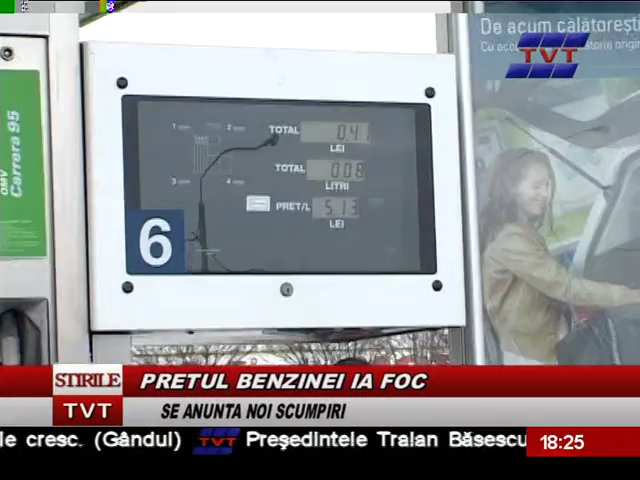 De acum călătorești
TVT
OMV
Carrera 95
1
2
TOTAL
0.41
LEI
TOTAL
0.08
LITRI
3
4
PRET/L
5.13
LEI
6
STIRILE
TVT
PRETUL BENZINEI IA FOC
SE ANUNTA NOI SCUMPIRI
le cresc. (Gândul) TVT Preşedintele Traian Băsescu
18:25